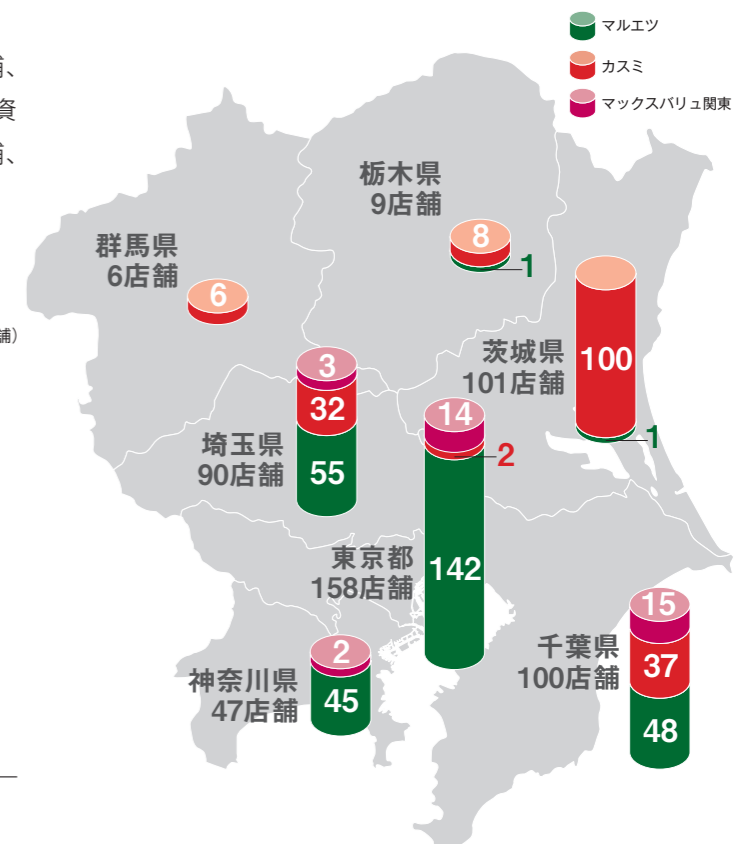 舗、
資
舗、
舗）
マルエツ
カスミ
マックスバリュ関東
栃木県
9店舗
8
1
群馬県
6店舗
6
茨城県
101店舗
100
1
埼玉県
90店舗
3
32
55
東京都
158店舗
14
2
142
千葉県
100店舗
15
37
48
神奈川県
47店舗
2
45